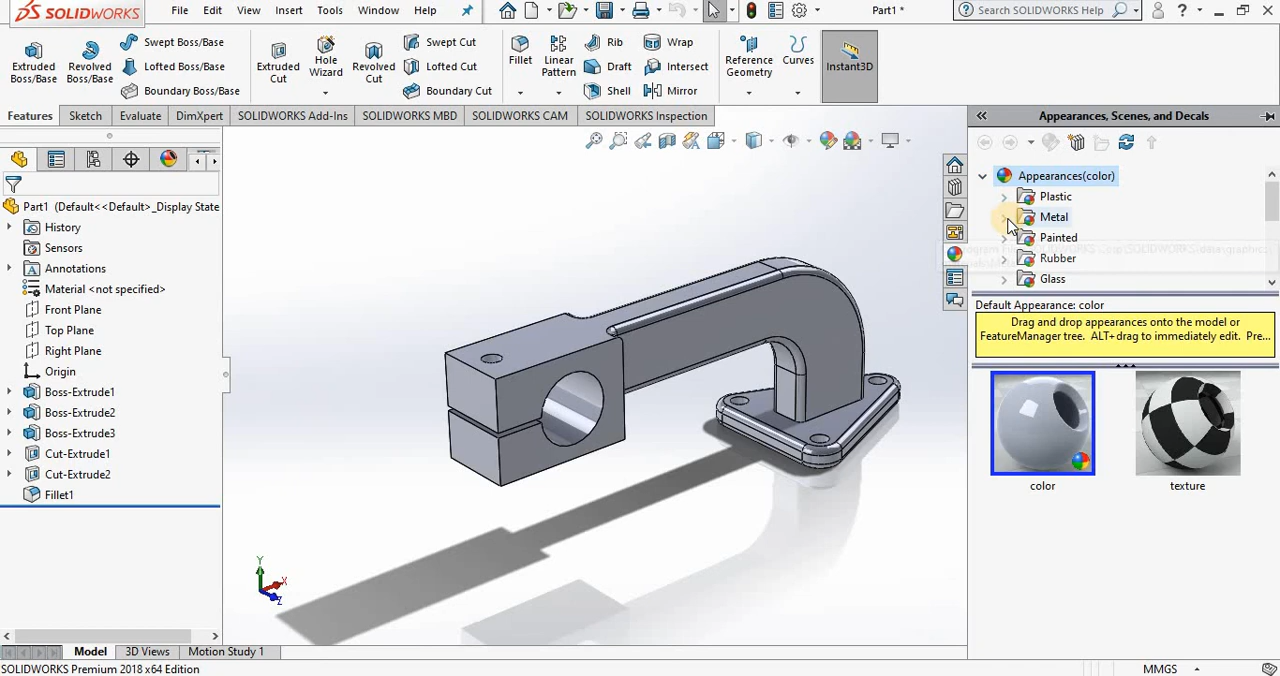 SOLIDWORKS
File Edit View Insert Tools Window Help
Part1 *
Search SOLIDWORKS Help
Extruded Boss/Base
Revolved Boss/Base
Swept Boss/Base
Lofted Boss/Base
Boundary Boss/Base
Extruded Cut
Hole Wizard
Revolved Cut
Swept Cut
Lofted Cut
Boundary Cut
Fillet
Linear Pattern
Rib
Draft
Shell
Wrap
Intersect
Mirror
Reference Geometry
Curves
Instant3D
Features Sketch Evaluate DimXpert SOLIDWORKS Add-Ins SOLIDWORKS MBD SOLIDWORKS CAM SOLIDWORKS Inspection
Part1 (Default<<Default>_Display State
History
Sensors
Annotations
Material <not specified>
Front Plane
Top Plane
Right Plane
Origin
Boss-Extrude1
Boss-Extrude2
Boss-Extrude3
Cut-Extrude1
Cut-Extrude2
Fillet1
Y
X
Z
Appearances, Scenes, and Decals
Appearances(color)
Plastic
Metal
Painted
Rubber
Glass
Default Appearance: color
Drag and drop appearances onto the model or
FeatureManager tree. ALT+drag to immediately edit. Pre...
color
texture
Model 3D Views Motion Study 1
SOLIDWORKS Premium 2018 x64 Edition
MMGS